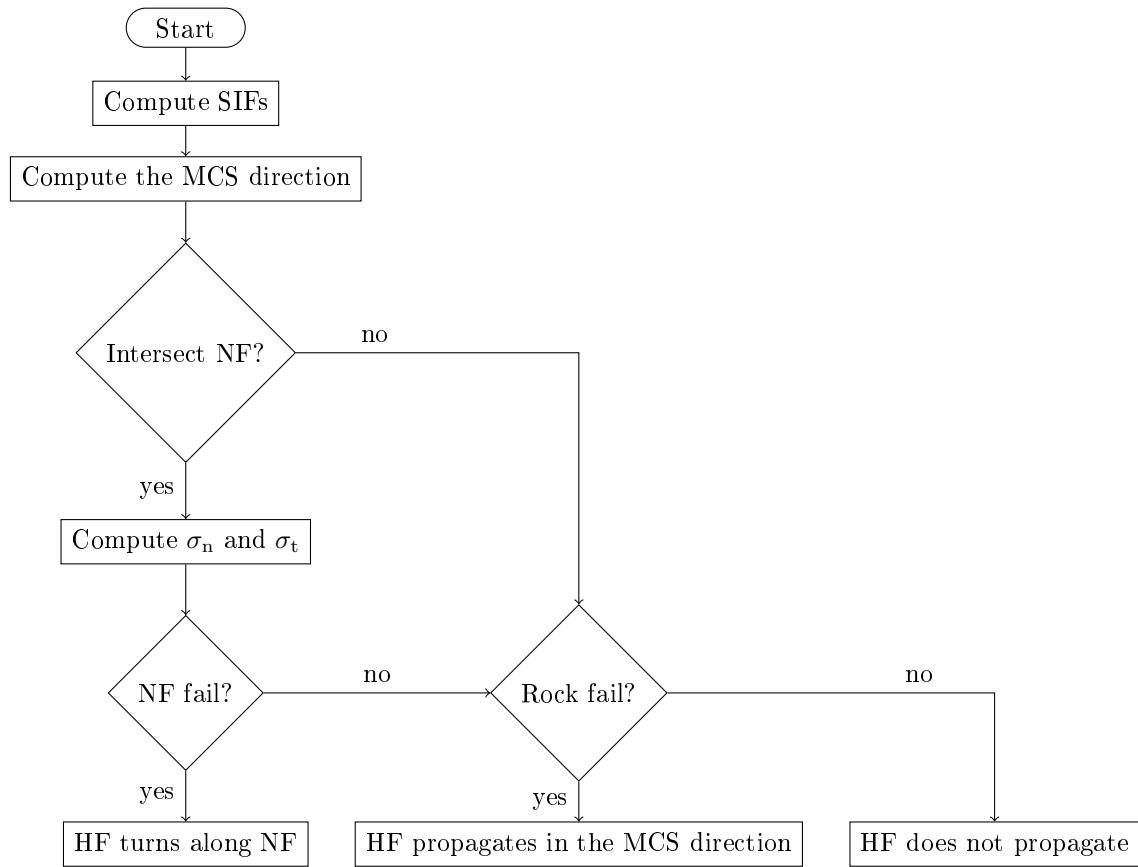 Start
Compute SIFs
Compute the MCS direction
Intersect NF?
no
yes
Compute σn and σt
NF fail?
no
Rock fail?
no
yes
yes
HF turns along NF
HF propagates in the MCS direction
HF does not propagate